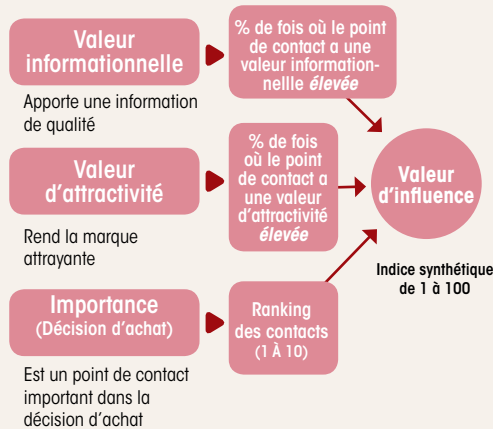 Valeur
informationnelle
% de fois où le point
de contact a une
valeur information-
nellle élevée
Apporte une information
de qualité
Valeur
d'attractivité
% de fois
où le point
de contact a
une valeur
d'attractivité
élevée
Valeur
d'influence
Rend la marque
attrayante
Indice synthétique
de 1 à 100
Importance
(Décision d'achat)
Ranking
des contacts
(1 À 10)
Est un point de contact
important dans la
décision d'achat